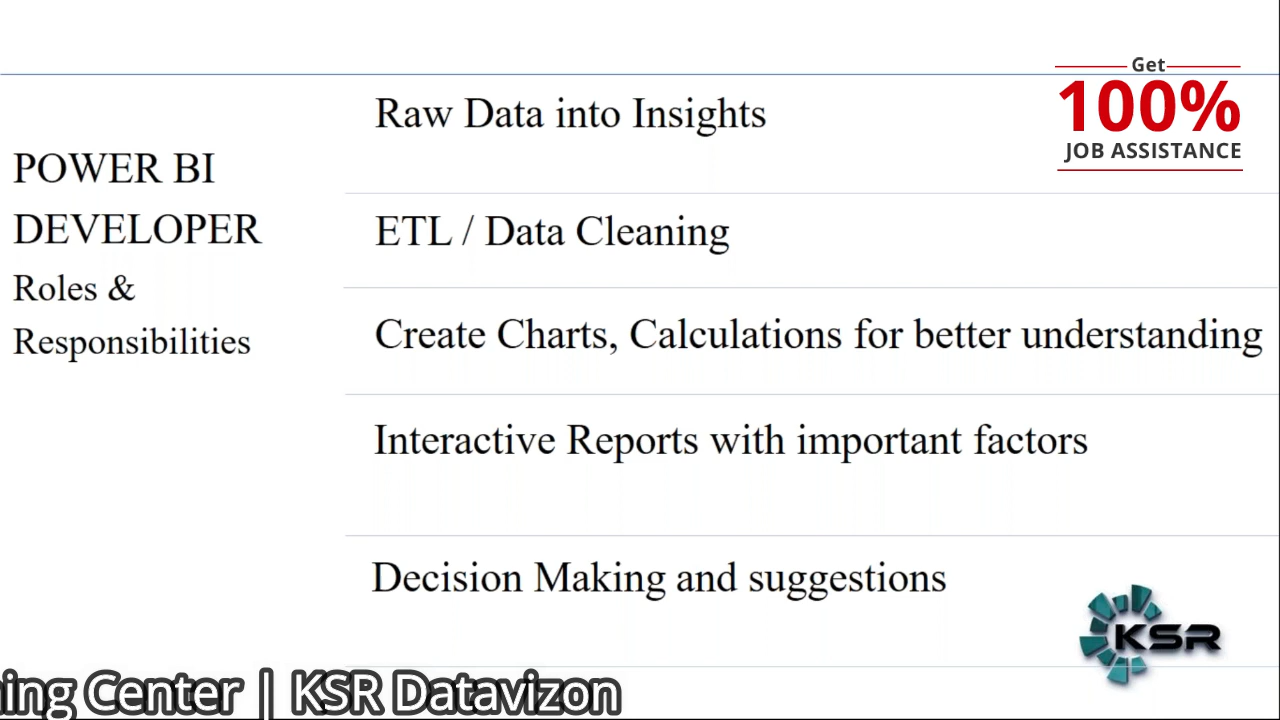 Get
100%
JOB ASSISTANCE
POWER BI
DEVELOPER
Roles &
Responsibilities
Raw Data into Insights
ETL / Data Cleaning
Create Charts, Calculations for better understanding
Interactive Reports with important factors
Decision Making and suggestions
KSR
ing Center | KSR Datavizon